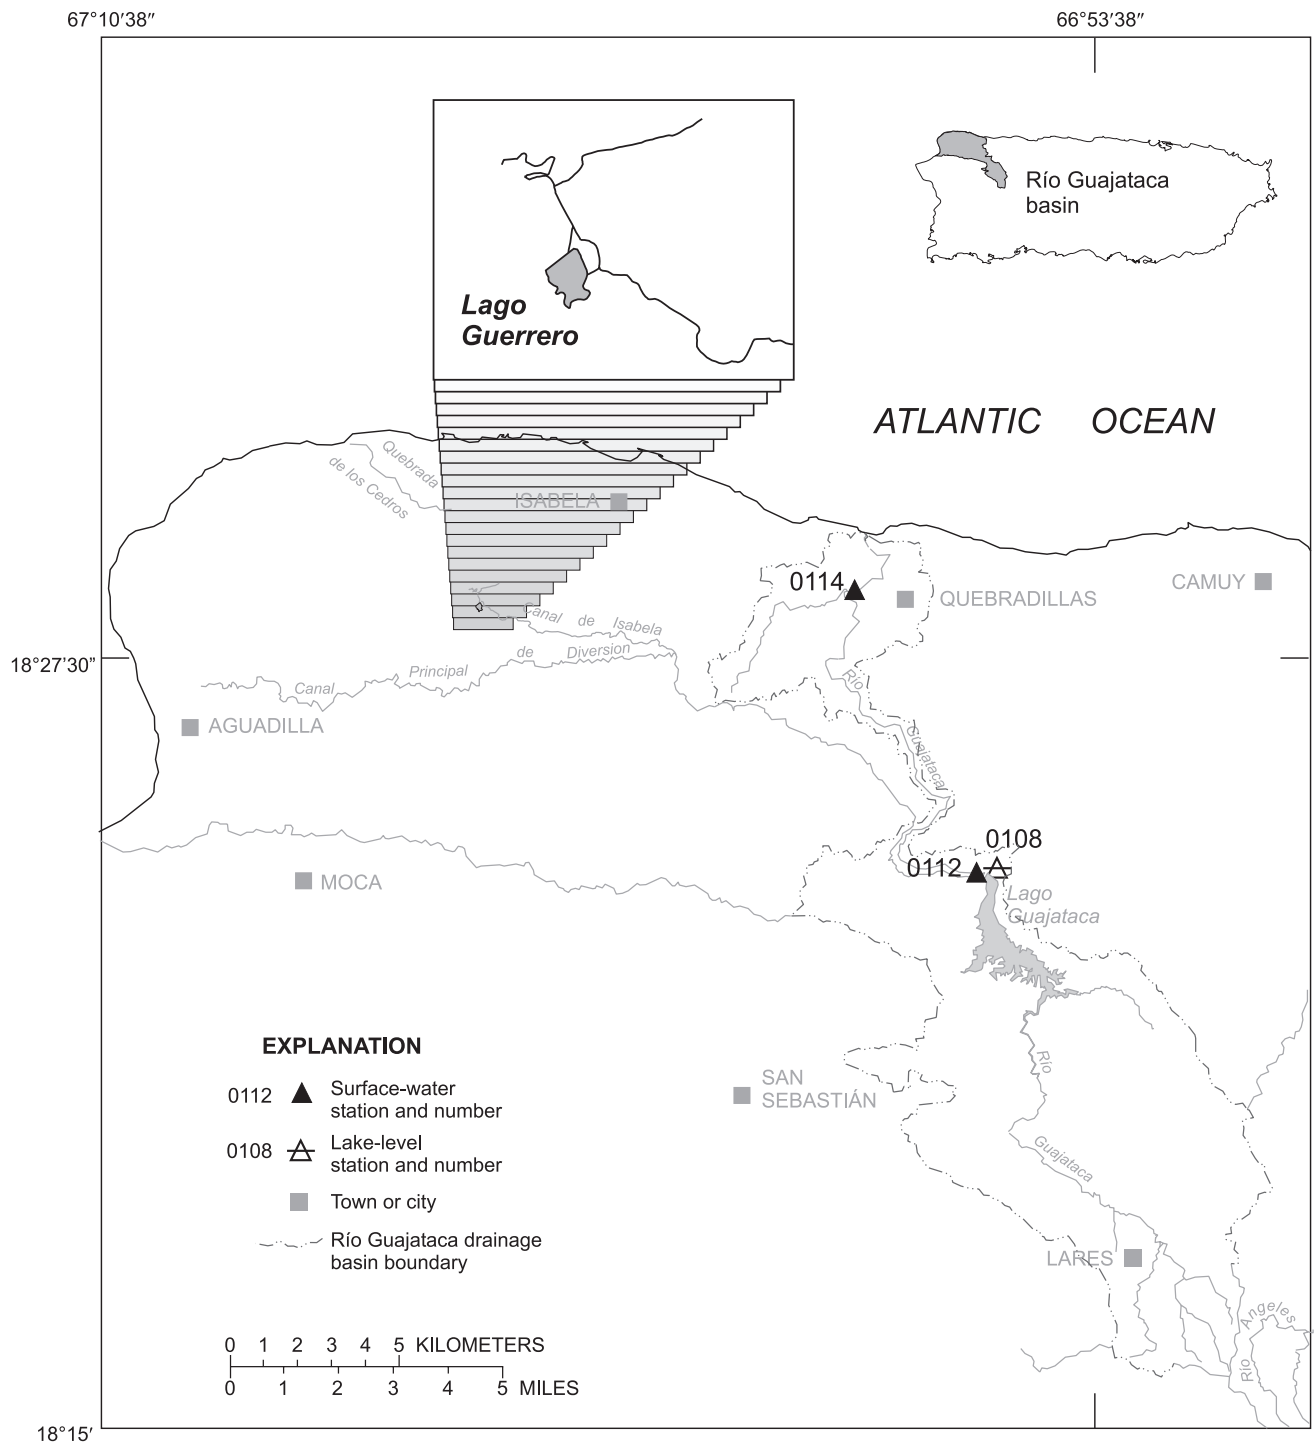 67°10′38″
66°53′38″
Río Guajataca
basin
Lago
Guerrero
ATLANTIC OCEAN
Quebrada
de los Cedros
ISABELA
0114
QUEBRADILLAS
CAMUY
Canal de Isabela
18°27′30″
Canal Principal de Diversion
Río
Guajataca
AGUADILLA
0108
0112
MOCA
Lago
Guajataca
EXPLANATION
0112
Surface-water
station and number
0108
Lake-level
station and number
Town or city
Río Guajataca drainage
basin boundary
SAN
SEBASTIÁN
Rio
Guajataca
LARES
Río Angeles
0 1 2 3 4 5 KILOMETERS
0 1 2 3 4 5 MILES
18°15′